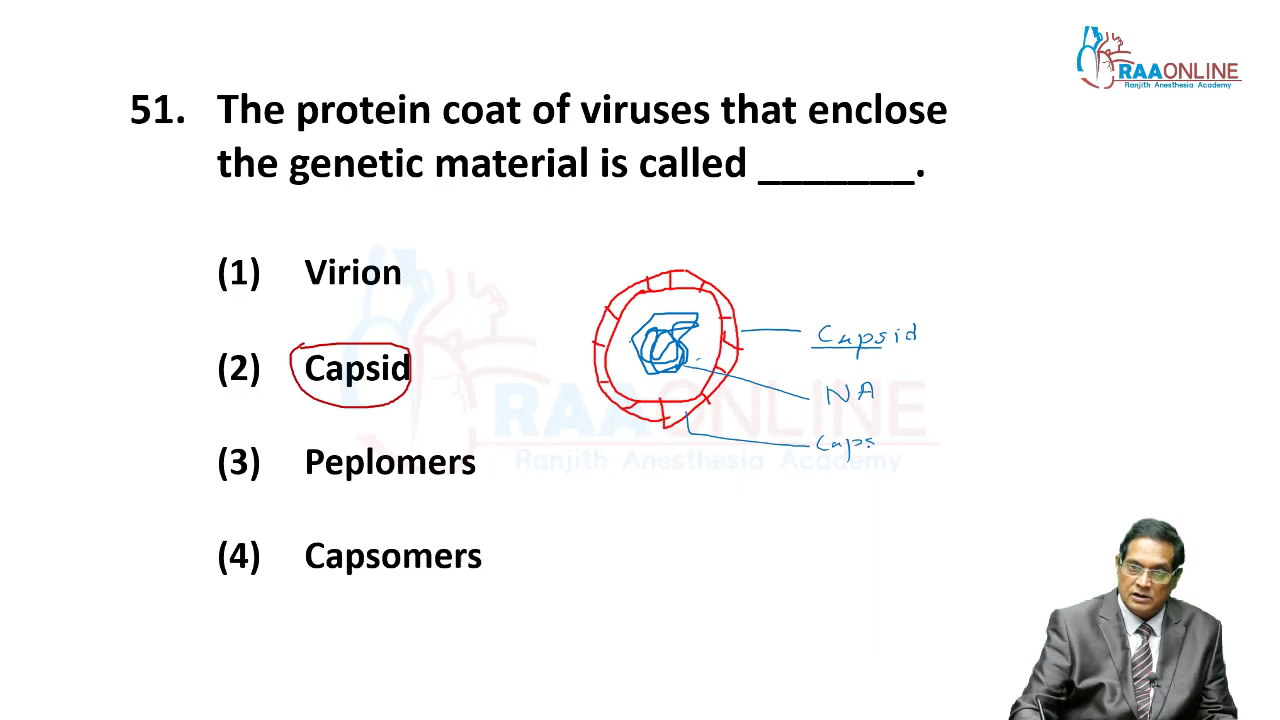 RAAONLINE
Ranjith Anesthesia Academy
51. The protein coat of viruses that enclose
the genetic material is called _______.
(1) Virion
(2) Capsid
(3) Peplomers
(4) Capsomers
Capsid
NA
Caps
RAAONLINE
Ranjith Anesthesia Academy